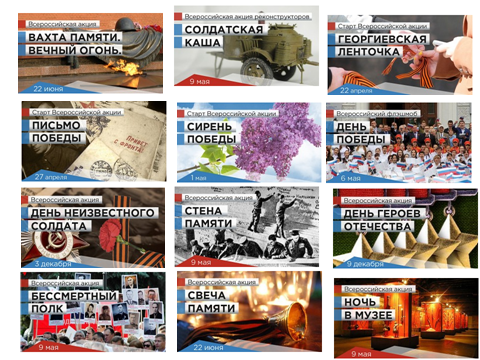 Всероссийская акция
ВАХТА ПАМЯТИ.
ВЕЧНЫЙ ОГОНЬ.
22 июня
Всероссийская акция реконструкторов
СОЛДАТСКАЯ
КАША
9 мая
Старт Всероссийской акции
ГЕОРГИЕВСКАЯ
ЛЕНТОЧКА
22 апреля
Старт Всероссийской акции
ПИСЬМО
ПОБЕДЫ
ПРИВЕТ
С ФРОНТА!
27 апреля
Старт Всероссийской акции
СИРЕНЬ
ПОБЕДЫ
1 мая
Всероссийский флэшмоб
ДЕНЬ
ПОБЕДЫ
6 мая
Всероссийская акция
ДЕНЬ НЕИЗВЕСТНОГО
СОЛДАТА
3 декабря
Всероссийская акция
СТЕНА
ПАМЯТИ
9 мая
Всероссийская акция
ДЕНЬ ГЕРОЕВ
ОТЕЧЕСТВА
9 декабря
Всероссийская акция
БЕССМЕРТНЫЙ
ПОЛК
9 мая
Всероссийская акция
СВЕЧА
ПАМЯТИ
22 июня
Всероссийская акция
НОЧЬ
В МУЗЕЕ
9 мая